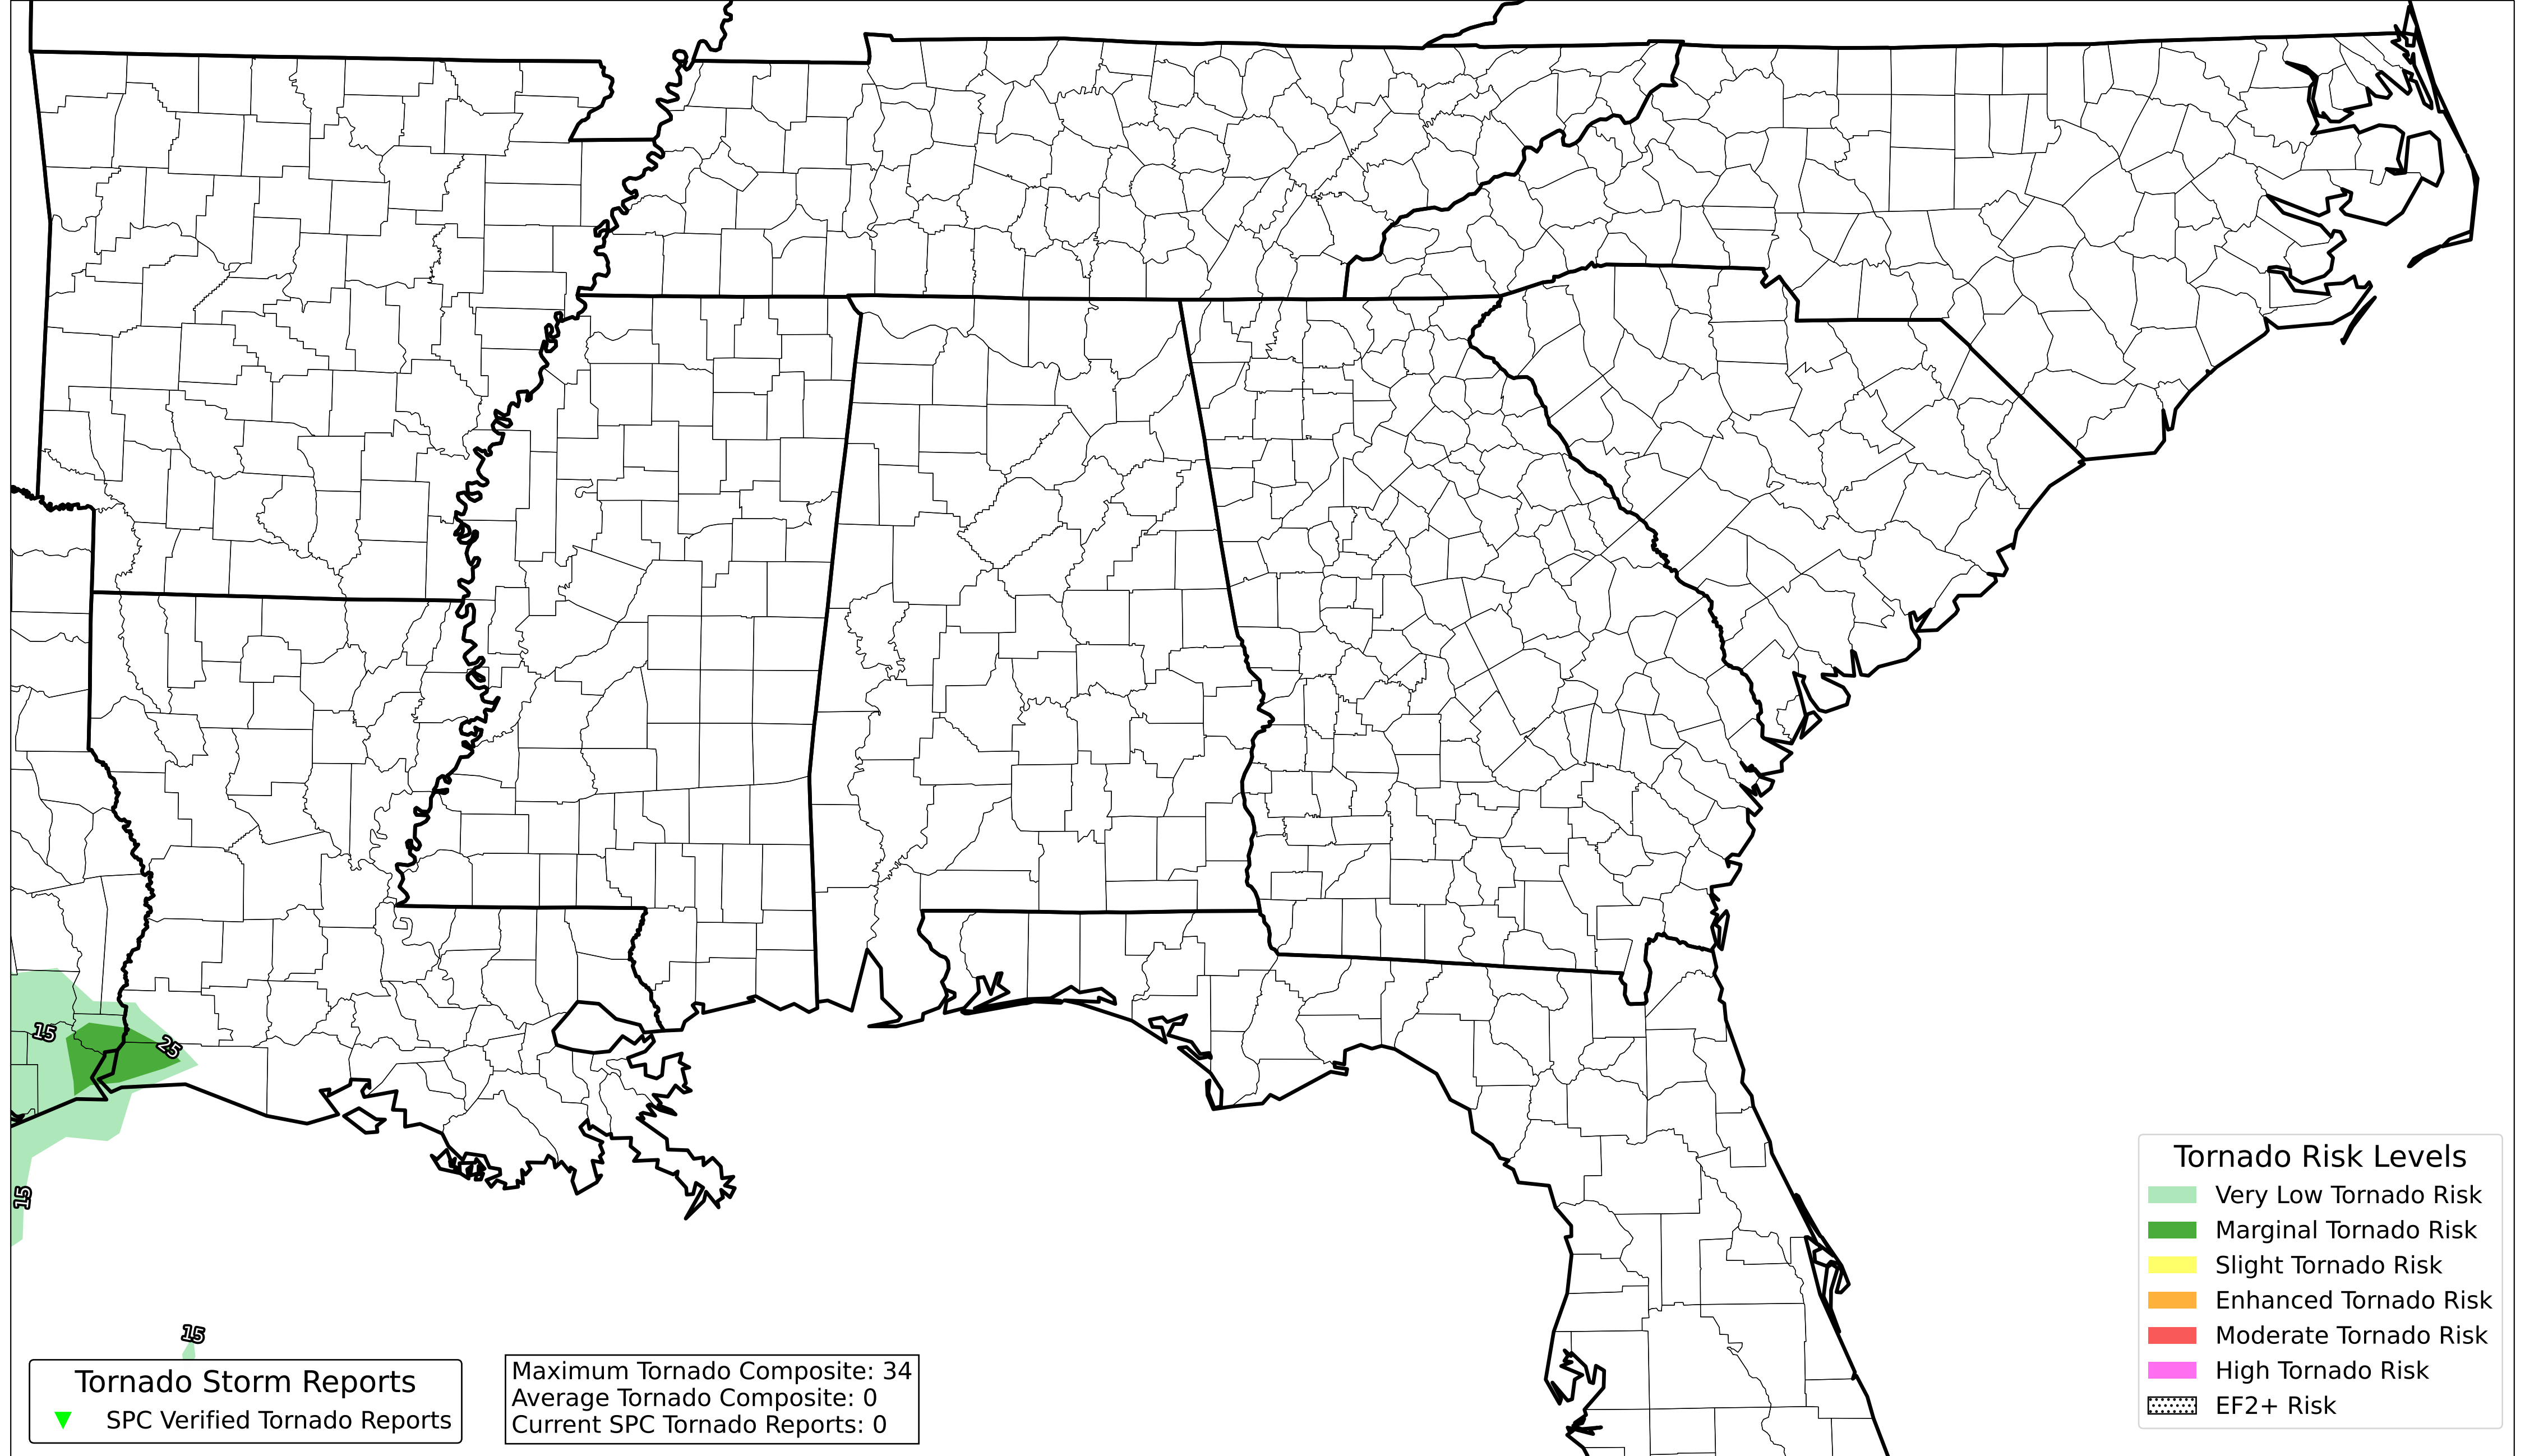 15
25
15
15
Tornado Storm Reports
SPC Verified Tornado Reports
Maximum Tornado Composite: 34
Average Tornado Composite: 0
Current SPC Tornado Reports: 0
Tornado Risk Levels
Very Low Tornado Risk
Marginal Tornado Risk
Slight Tornado Risk
Enhanced Tornado Risk
Moderate Tornado Risk
High Tornado Risk
EF2+ Risk